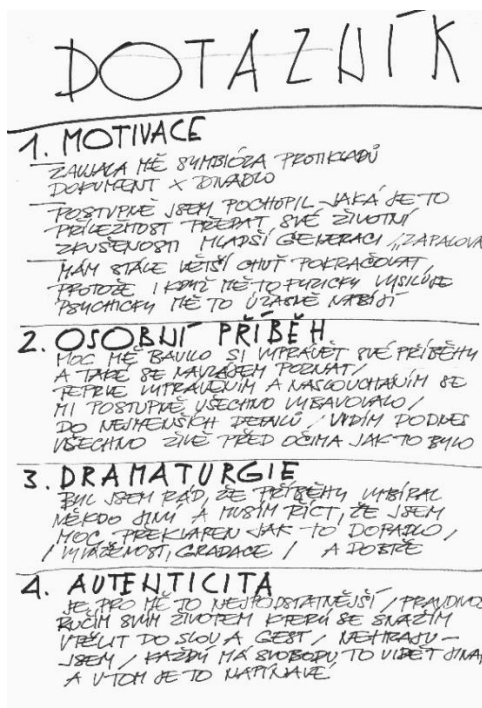 DOTAZNÍK
1. MOTIVACE
ZAUJALA MĚ SYMBIÓZA PROTIKLADŮ
DOKUMENT X DIVADLO
POSTUPNĚ JSEM POCHOPIL JAKÁ JE TO
PŘÍLEŽITOST PŘEDAT SVÉ ŽIVOTNÍ
ZKUŠENOSTI MLADŠÍ GENERACI / „ZAPALOVA
MÁM STÁLE VĚTŠÍ CHUŤ POKRAČOVAT
PROTOŽE I KDYŽ MĚ TO FYZICKY VYSILUJE
PSYCHICKY MĚ TO ÚŽASNĚ NABÍJÍ
2. OSOBNÍ PŘÍBĚH
MOC MĚ BAVILO SI VYPRÁVĚT SVÉ PŘÍBĚHY
A TAKÉ SE NAVZÁJEM POZNAT /
TEPRVE VYPRÁVĚNÍM A NASLOUCHANÍM SE
MI POSTUPNĚ VŠECHNO VYBAVOVALO /
DO NEJMENŠÍCH DETAILŮ / VIDÍM DODNES
VŠECHNO ŽIVĚ PŘED OČIMA JAK TO BYLO
3. DRAMATURGIE
BYL JSEM RÁD, ŽE PŘÍBĚHY VYBÍRAL
NĚKDO JINÝ A MUSÍM ŘÍCT, ŽE JSEM
MOC PŘEKVAPEN JAK TO DOPADLO /
/ VYVÁŽENOST, GRADACE / A DOBŘE
4. AUTENTICITA
JE PRO MĚ TO NEJPODSTATNĚJŠÍ / PRAVDIVOS
RUČÍM SVÝM ŽIVOTEM KTERÝ SE SNAŽÍM
VTĚLIT DO SLOV A GEST / NEHRAJU –
JSEM / KAŽDÝ MÁ SVOBODU TO VIDĚT JINAK
A V TOM JE TO NAPÍNAVÉ